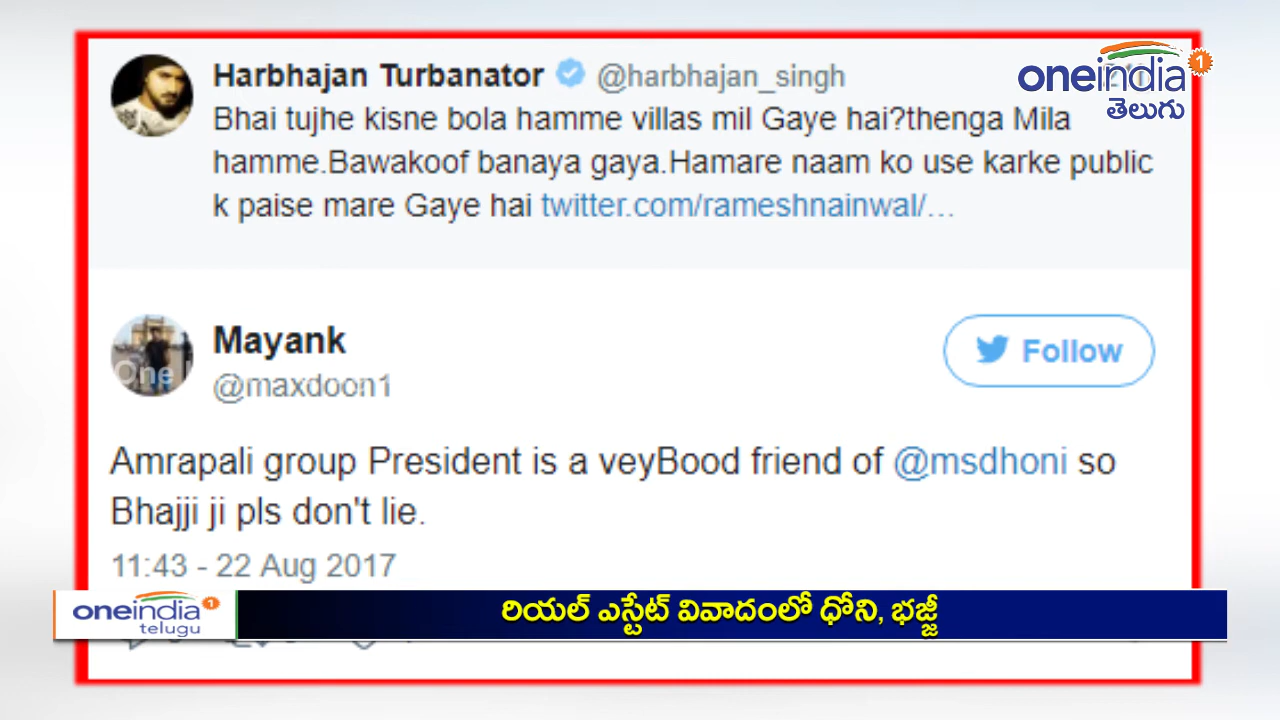 Harbhajan Turbanator @harbhajan_singh
Bhai tujhe kisne bola hamme villas mil Gaye hai?thenga Mila
hamme.Bawakoof banaya gaya.Hamare naam ko use karke public
k paise mare Gaye hai twitter.com/rameshnainwal/…
oneindia 1
తెలుగు
Mayank
@maxdoon1
One
Follow
Amrapali group President is a veyBood friend of @msdhoni so
Bhajji ji pls don't lie.
11:43 - 22 Aug 2017
oneindia 1
telugu
రియల్ ఎస్టేట్ వివాదంలో ధోని, భజ్జీ